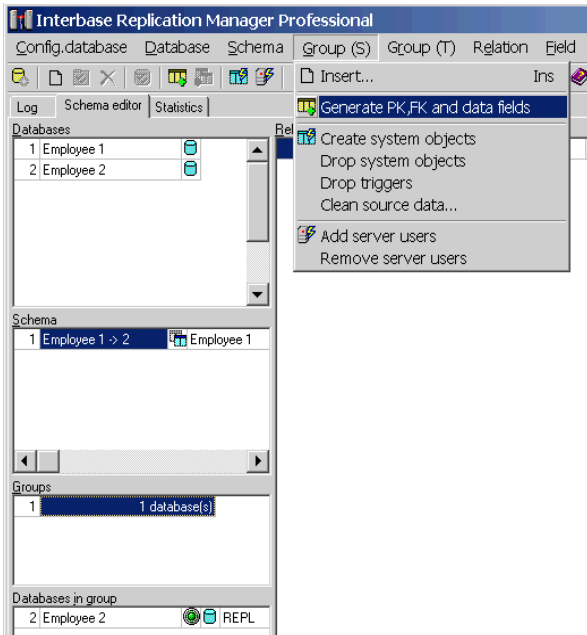 Interbase Replication Manager Professional
Config.database Database Schema Group (S) Group (T) Relation Field
Insert... Ins
Log Schema editor Statistics
Generate PK,FK and data fields
Databases Rel
1 Employee 1
2 Employee 2
Create system objects
Drop system objects
Drop triggers
Clean source data...
Add server users
Remove server users
Schema
1 Employee 1 -> 2 Employee 1
Groups
1 1 database(s)
Databases in group
2 Employee 2 REPL